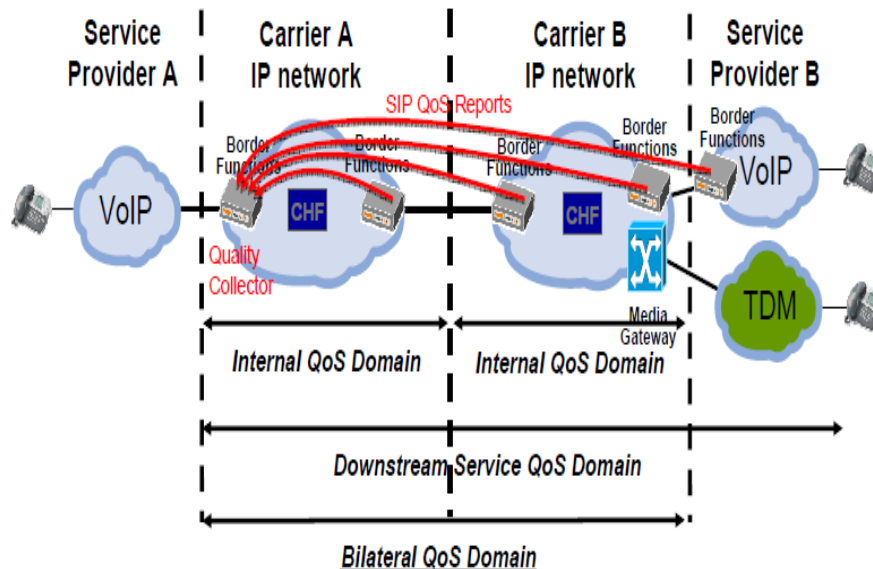 Service
Provider A
Carrier A
IP network
Carrier B
IP network
Service
Provider B
SIP QoS Reports
Border
Functions
Border
Functions
Border
Functions
Border
Functions
Border
Functions
VoIP
CHF
CHF
VoIP
Quality
Collector
Media
Gateway
TDM
Internal QoS Domain
Internal QoS Domain
Downstream Service QoS Domain
Bilateral QoS Domain